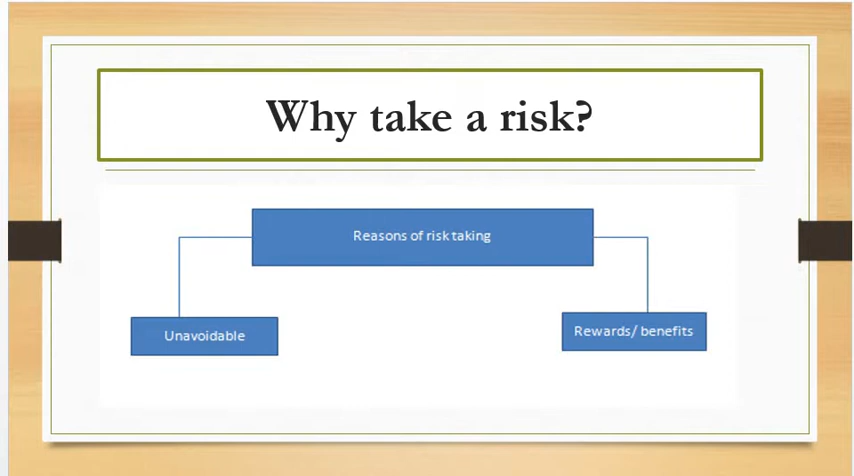 Why take a risk?
Reasons of risk taking
Unavoidable
Rewards/ benefits